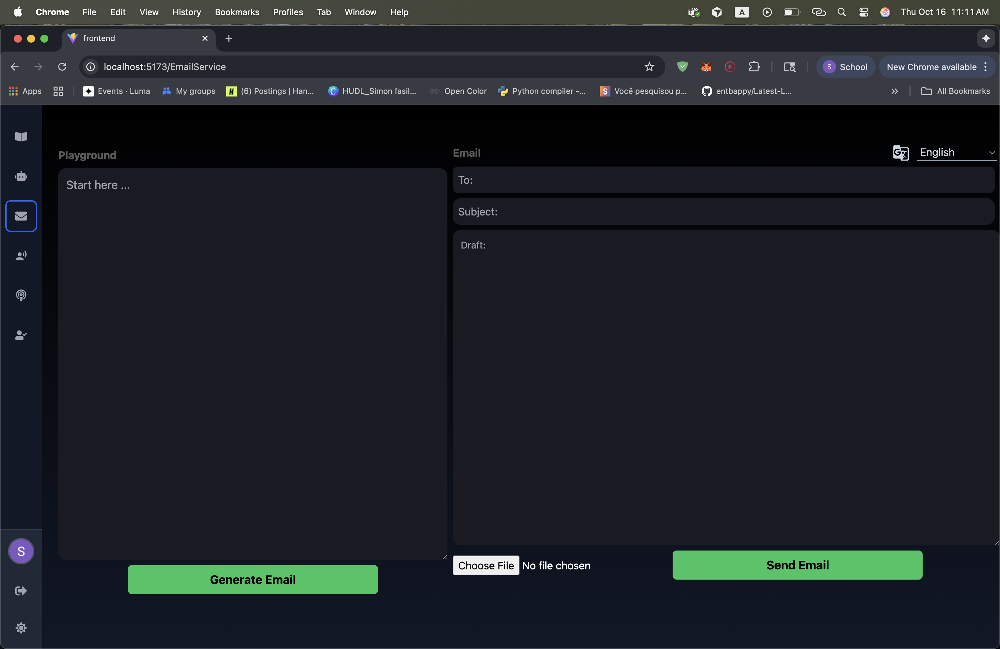 Chrome File Edit View History Bookmarks Profiles Tab Window Help A Thu Oct 16 11:11 AM
frontend
localhost:5173/EmailService S School New Chrome available
Apps Events · Luma My groups H (6) Postings | Han... C HUDL_Simon fasil... OC Open Color Python compiler -... S Você pesquisou p... entbappy/Latest-L... All Bookmarks
Playground
Email
G English
Start here ...
To:
Subject:
Draft:
Choose File No file chosen
Send Email
Generate Email
S